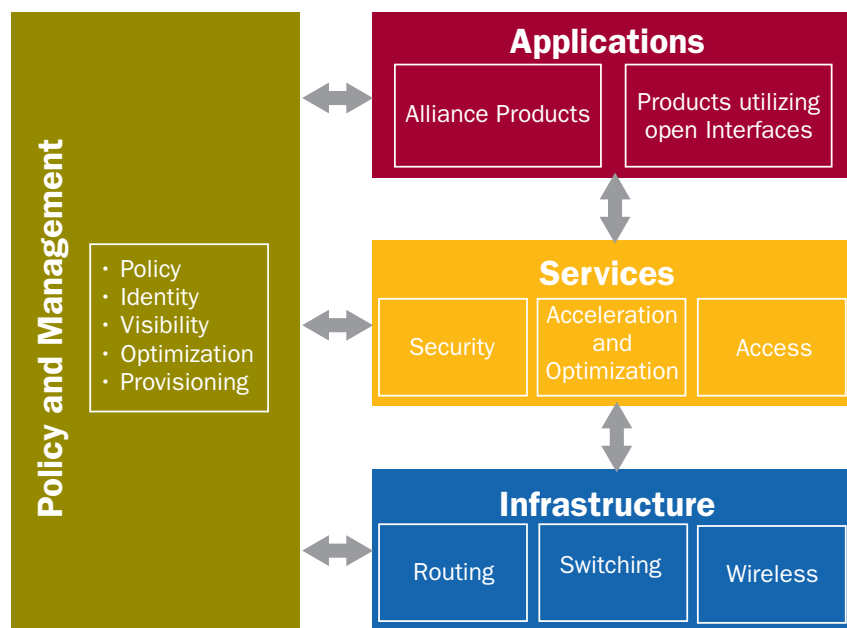 Policy and Management
· Policy
· Identity
· Visibility
· Optimization
· Provisioning
Applications
Alliance Products
Products utilizing
open Interfaces
Services
Security
Acceleration
and
Optimization
Access
Infrastructure
Routing
Switching
Wireless